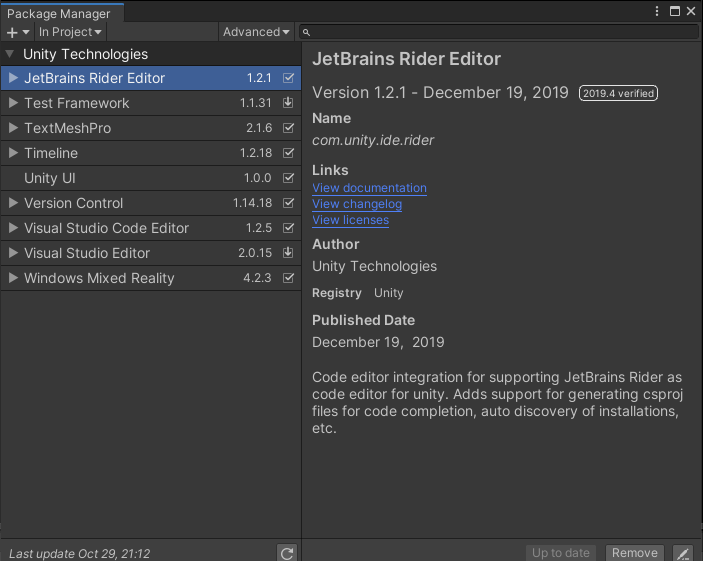 Package Manager
+ In Project Advanced
Unity Technologies
JetBrains Rider Editor 1.2.1
Test Framework 1.1.31
TextMeshPro 2.1.6
Timeline 1.2.18
Unity UI 1.0.0
Version Control 1.14.18
Visual Studio Code Editor 1.2.5
Visual Studio Editor 2.0.15
Windows Mixed Reality 4.2.3
Last update Oct 29, 21:12
JetBrains Rider Editor
Version 1.2.1 - December 19, 2019 2019.4 verified
Name
com.unity.ide.rider
Links
View documentation
View changelog
View licenses
Author
Unity Technologies
Registry Unity
Published Date
December 19, 2019
Code editor integration for supporting JetBrains Rider as
code editor for unity. Adds support for generating csproj
files for code completion, auto discovery of installations,
etc.
Up to date Remove